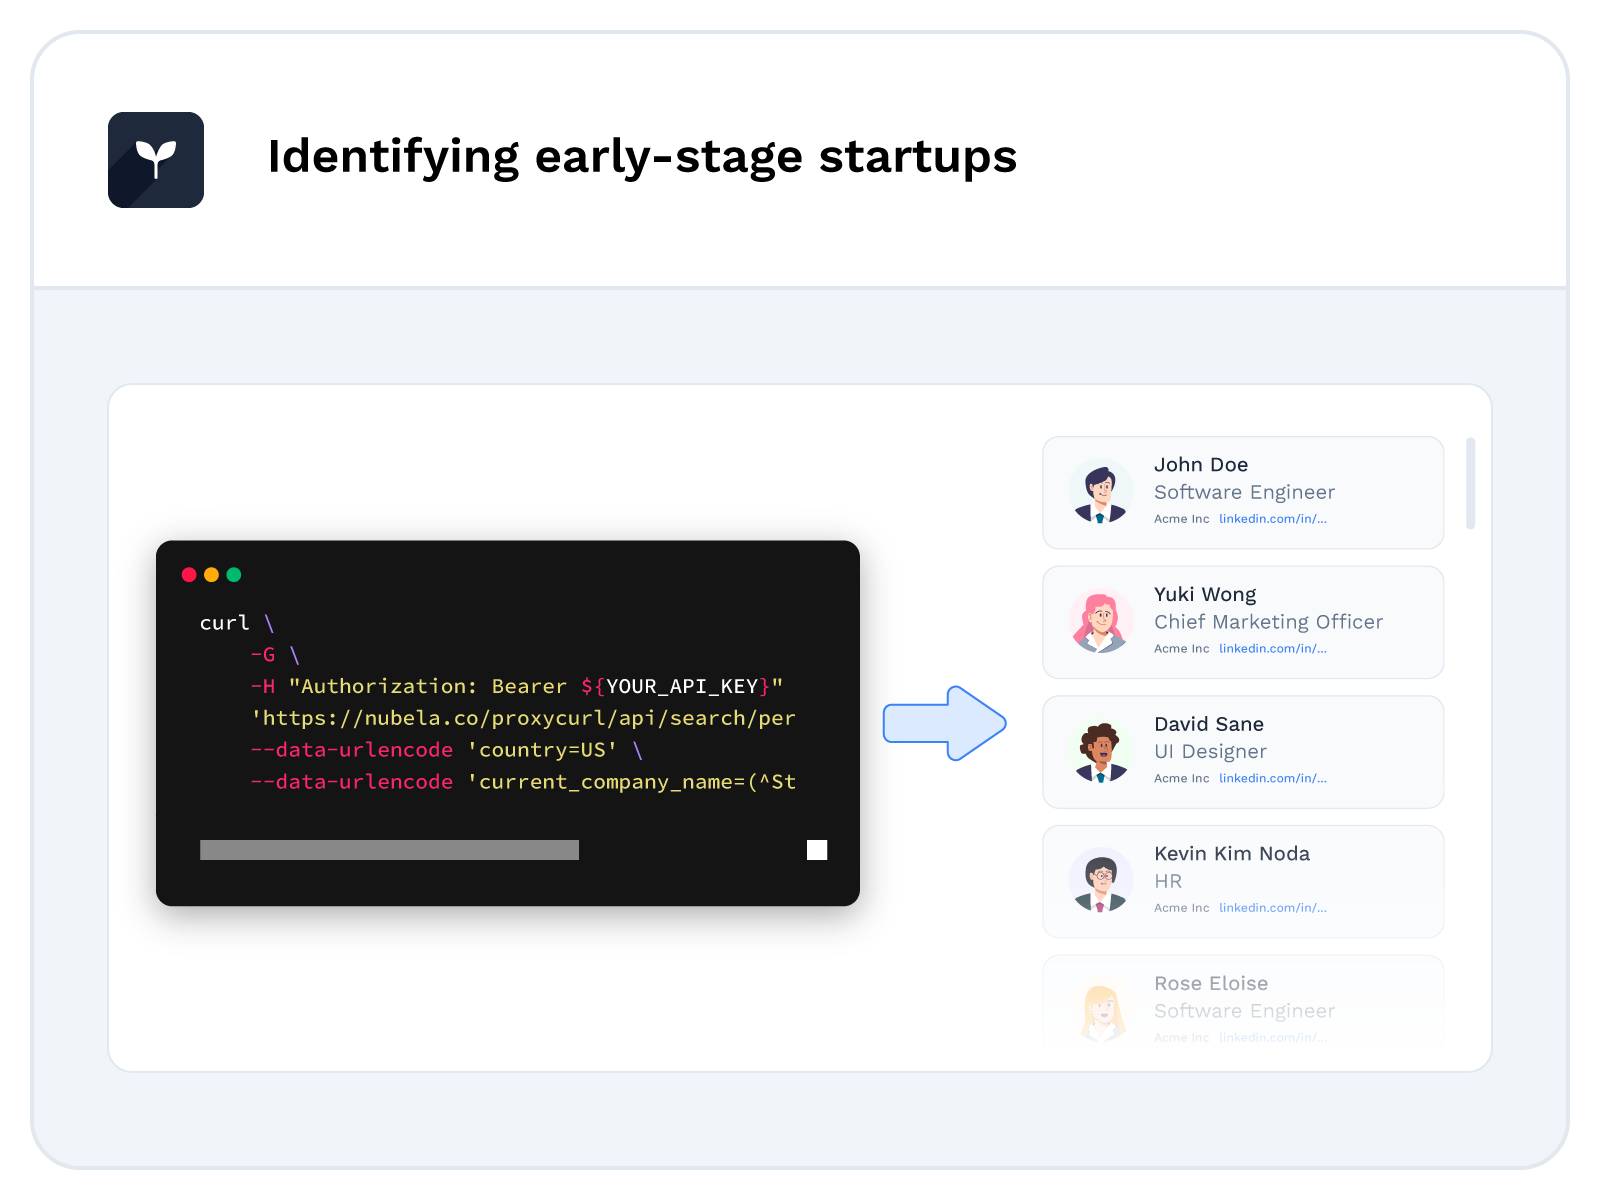 Identifying early-stage startups
curl \
-G \
-H "Authorization: Bearer ${YOUR_API_KEY}"
'https://nubela.co/proxycurl/api/search/per
--data-urlencode 'country=US' \
--data-urlencode 'current_company_name=(^St
John Doe
Software Engineer
Acme Inc linkedin.com/in/...
Yuki Wong
Chief Marketing Officer
Acme Inc linkedin.com/in/...
David Sane
UI Designer
Acme Inc linkedin.com/in/...
Kevin Kim Noda
HR
Acme Inc linkedin.com/in/...
Rose Eloise
Software Engineer
Acme Inc linkedin.com/in/...